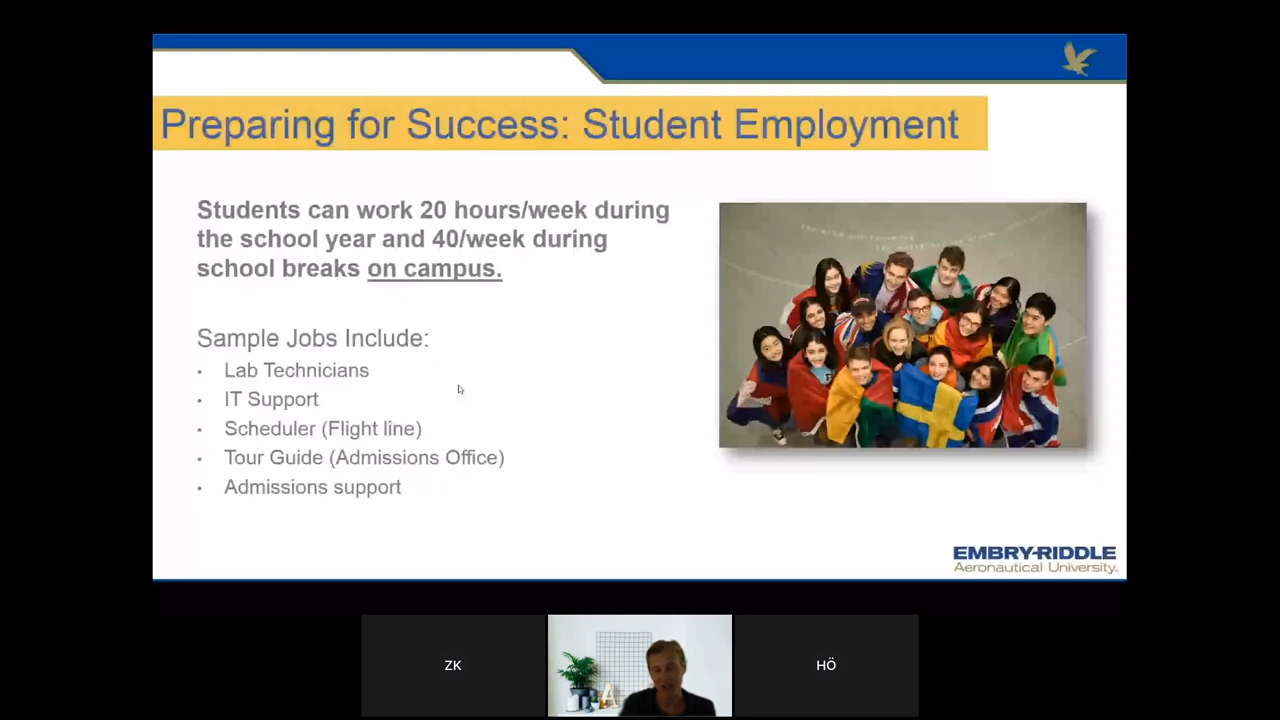 Preparing for Success: Student Employment
Students can work 20 hours/week during
the school year and 40/week during
school breaks on campus.
Sample Jobs Include:
• Lab Technicians
• IT Support
• Scheduler (Flight line)
• Tour Guide (Admissions Office)
• Admissions support
EMBRY-RIDDLE
Aeronautical University.
ZK
A
HÖ